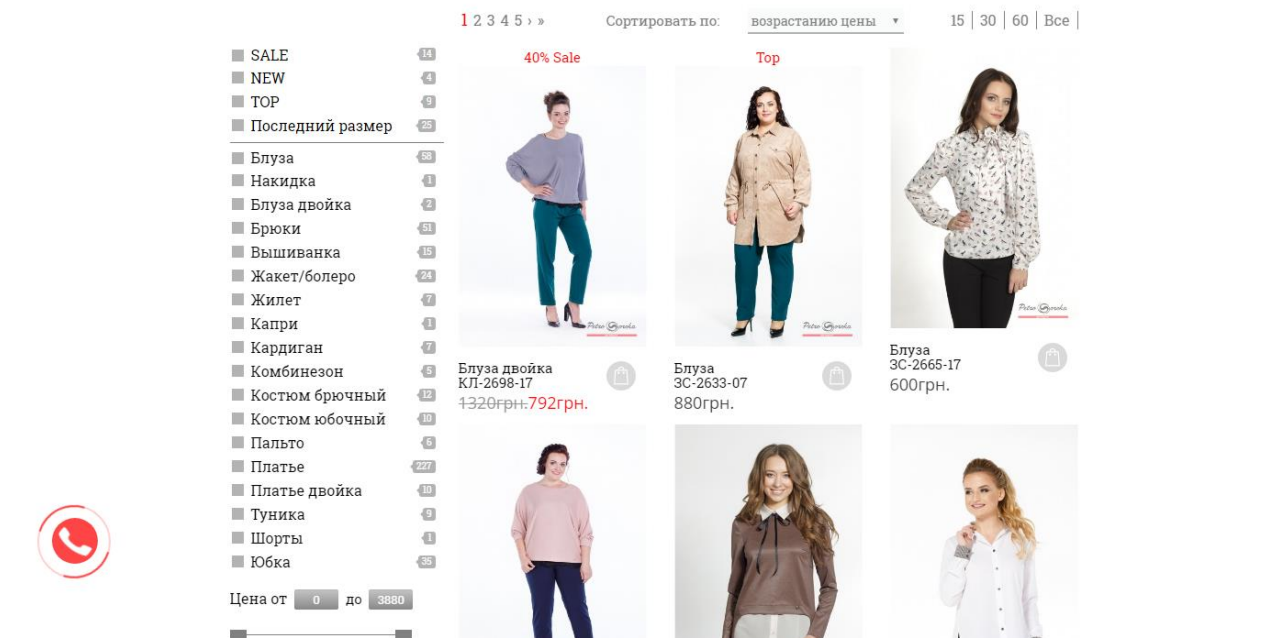 1 2 3 4 5 › »
Сортировать по: возрастанию цены ▼
15 | 30 | 60 | Все |
SALE 14
NEW 4
TOP 9
Последний размер 25
Блуза 58
Накидка 1
Блуза двойка 2
Брюки 51
Вышиванка 15
Жакет/болеро 24
Жилет 7
Капри 1
Кардиган 7
Комбинезон 5
Костюм брючный 12
Костюм юбочный 10
Пальто 6
Платье 227
Платье двойка 10
Туника 9
Шорты 1
Юбка 35
Цена от 0 до 3880
40% Sale
Блуза двойка
КЛ-2698-17
1320грн.792грн.
Top
Блуза
ЗС-2633-07
880грн.
Блуза
ЗС-2665-17
600грн.